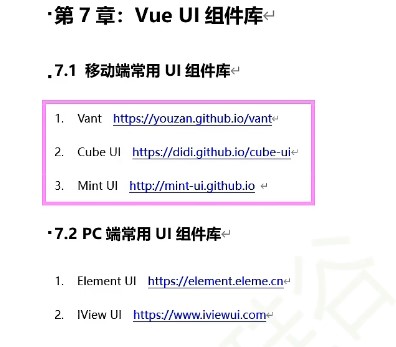 第 7 章：Vue UI 组件库
7.1 移动端常用 UI 组件库
1. Vant https://youzan.github.io/vant
2. Cube UI https://didi.github.io/cube-ui
3. Mint UI http://mint-ui.github.io
7.2 PC 端常用 UI 组件库
1. Element UI https://element.eleme.cn
2. IView UI https://www.iviewui.com